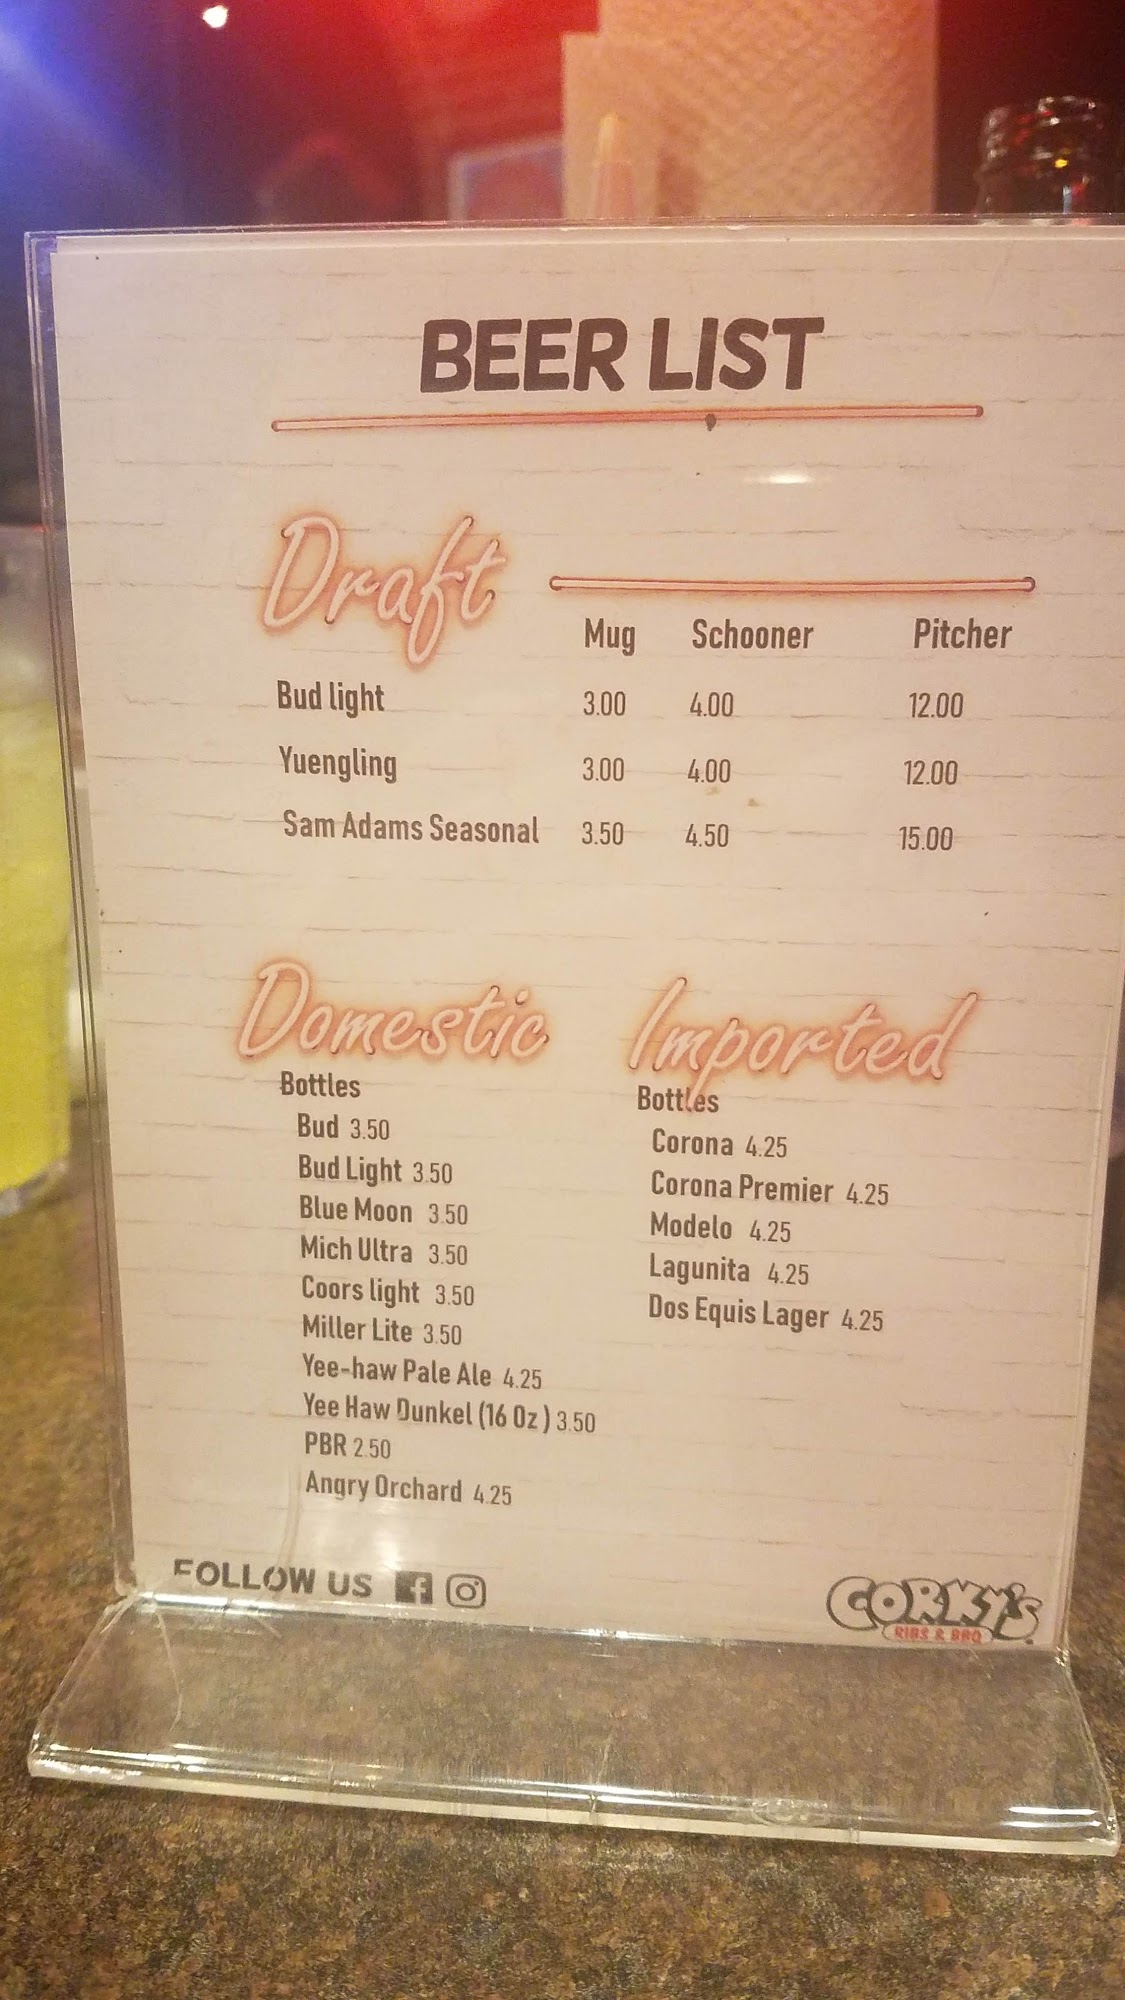 BEER LIST
Draft
Mug Schooner Pitcher
Bud light 3.00 4.00 12.00
Yuengling 3.00 4.00 12.00
Sam Adams Seasonal 3.50 4.50 15.00
Domestic
Bottles
Bud 3.50
Bud Light 3.50
Blue Moon 3.50
Mich Ultra 3.50
Coors light 3.50
Miller Lite 3.50
Yee-haw Pale Ale 4.25
Yee Haw Dunkel (16 Oz ) 3.50
PBR 2.50
Angry Orchard 4.25
Imported
Bottles
Corona 4.25
Corona Premier 4.25
Modelo 4.25
Lagunita 4.25
Dos Equis Lager 4.25
FOLLOW US
CORKY'S
RIBS & BBQ